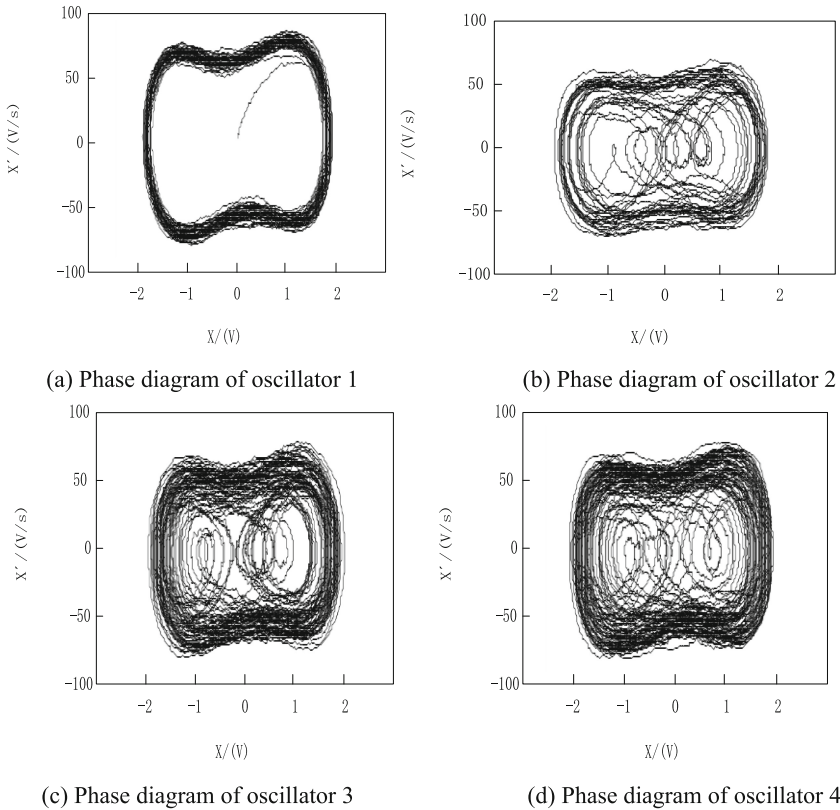 100
50
0
-50
-100
X′/(V/s)
-2 -1 0 1 2
X/(V)
(a) Phase diagram of oscillator 1
100
50
0
-50
-100
X′/(V/s)
-2 -1 0 1 2
X/(V)
(b) Phase diagram of oscillator 2
100
50
0
-50
-100
X′/(V/s)
-2 -1 0 1 2
X/(V)
(c) Phase diagram of oscillator 3
100
50
0
-50
-100
X′/(V/s)
-2 -1 0 1 2
X/(V)
(d) Phase diagram of oscillator 4